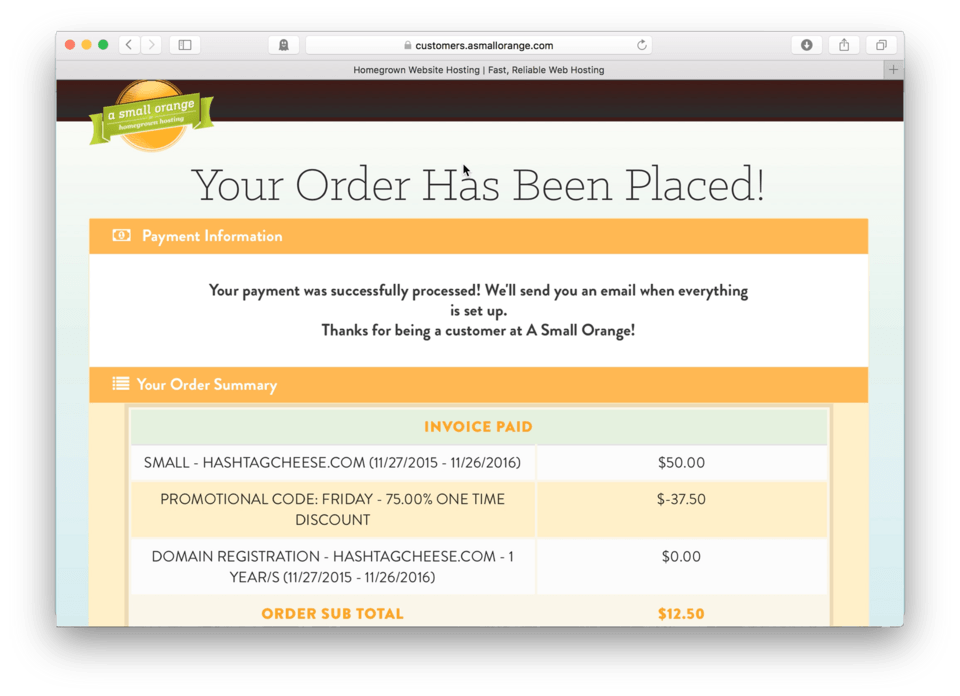 customers.asmallorange.com
Homegrown Website Hosting | Fast, Reliable Web Hosting
a small orange
homegrown hosting
Your Order Has Been Placed!
Payment Information
Your payment was successfully processed! We'll send you an email when everything
is set up.
Thanks for being a customer at A Small Orange!
Your Order Summary
INVOICE PAID
SMALL - HASHTAGCHEESE.COM (11/27/2015 - 11/26/2016) $50.00
PROMOTIONAL CODE: FRIDAY - 75.00% ONE TIME $-37.50
DISCOUNT
DOMAIN REGISTRATION - HASHTAGCHEESE.COM - 1 $0.00
YEAR/S (11/27/2015 - 11/26/2016)
ORDER SUB TOTAL $12.50